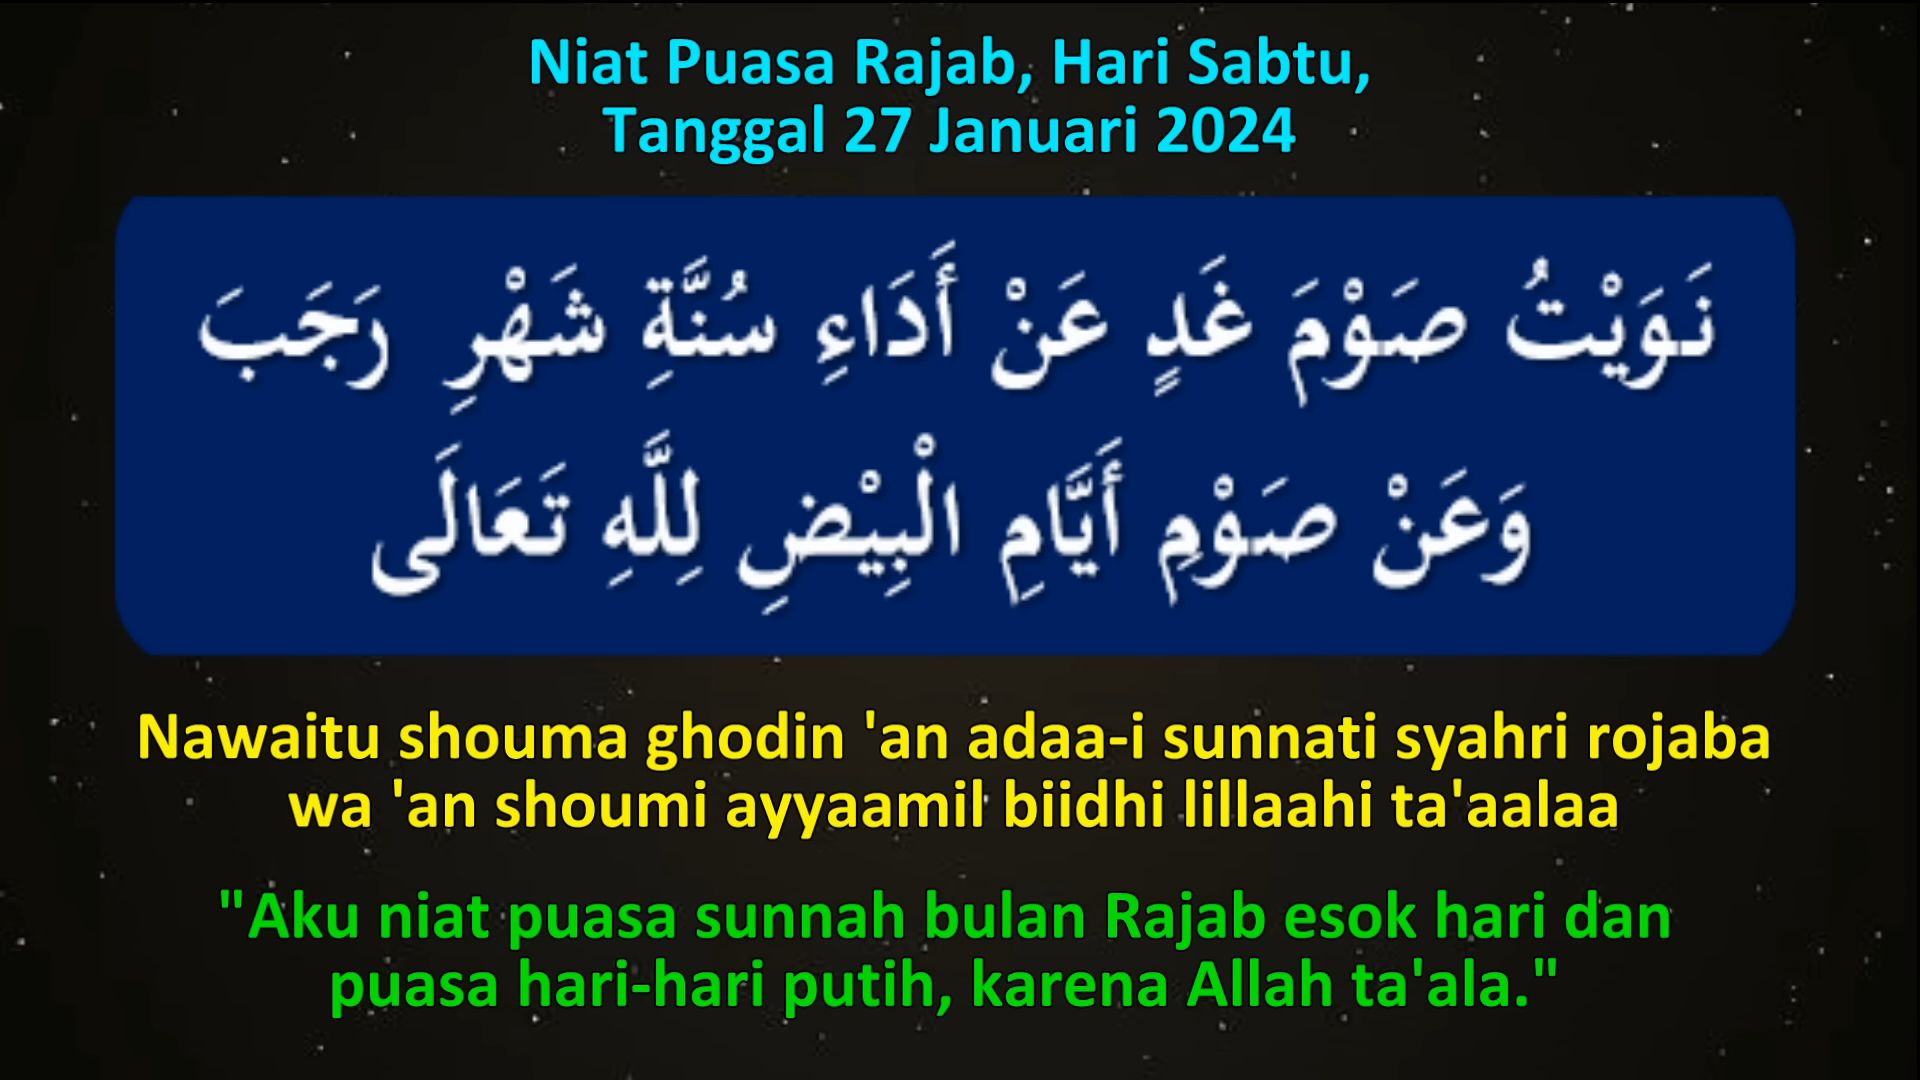 Niat Puasa Rajab, Hari Sabtu,
Tanggal 27 Januari 2024
نَوَيْتُ صَوْمَ غَدٍ عَنْ أَدَاءِ سُنَّةِ شَهْرِ رَجَبَ
وَعَنْ صَوْمِ أَيَّامِ الْبِيْضِ لِلَّهِ تَعَالَى
Nawaitu shouma ghodin 'an adaa-i sunnati syahri rojaba
wa 'an shoumi ayyaamil biidhi lillaahi ta'aalaa
"Aku niat puasa sunnah bulan Rajab esok hari dan
puasa hari-hari putih, karena Allah ta'ala."